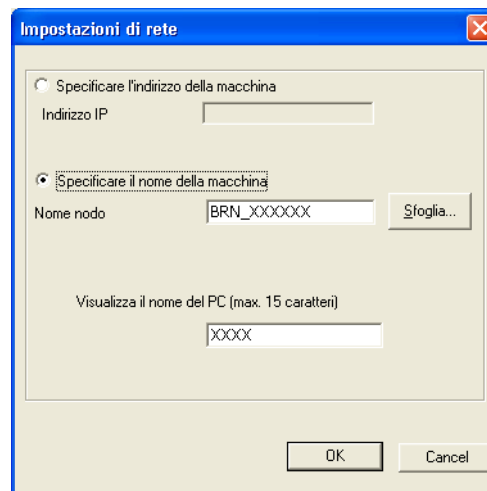 Impostazioni di rete
Specificare l'indirizzo della macchina
Indirizzo IP
Specificare il nome della macchina
Nome nodo BRN_XXXXXX Sfoglia...
Visualizza il nome del PC (max. 15 caratteri)
XXXX
OK Cancel